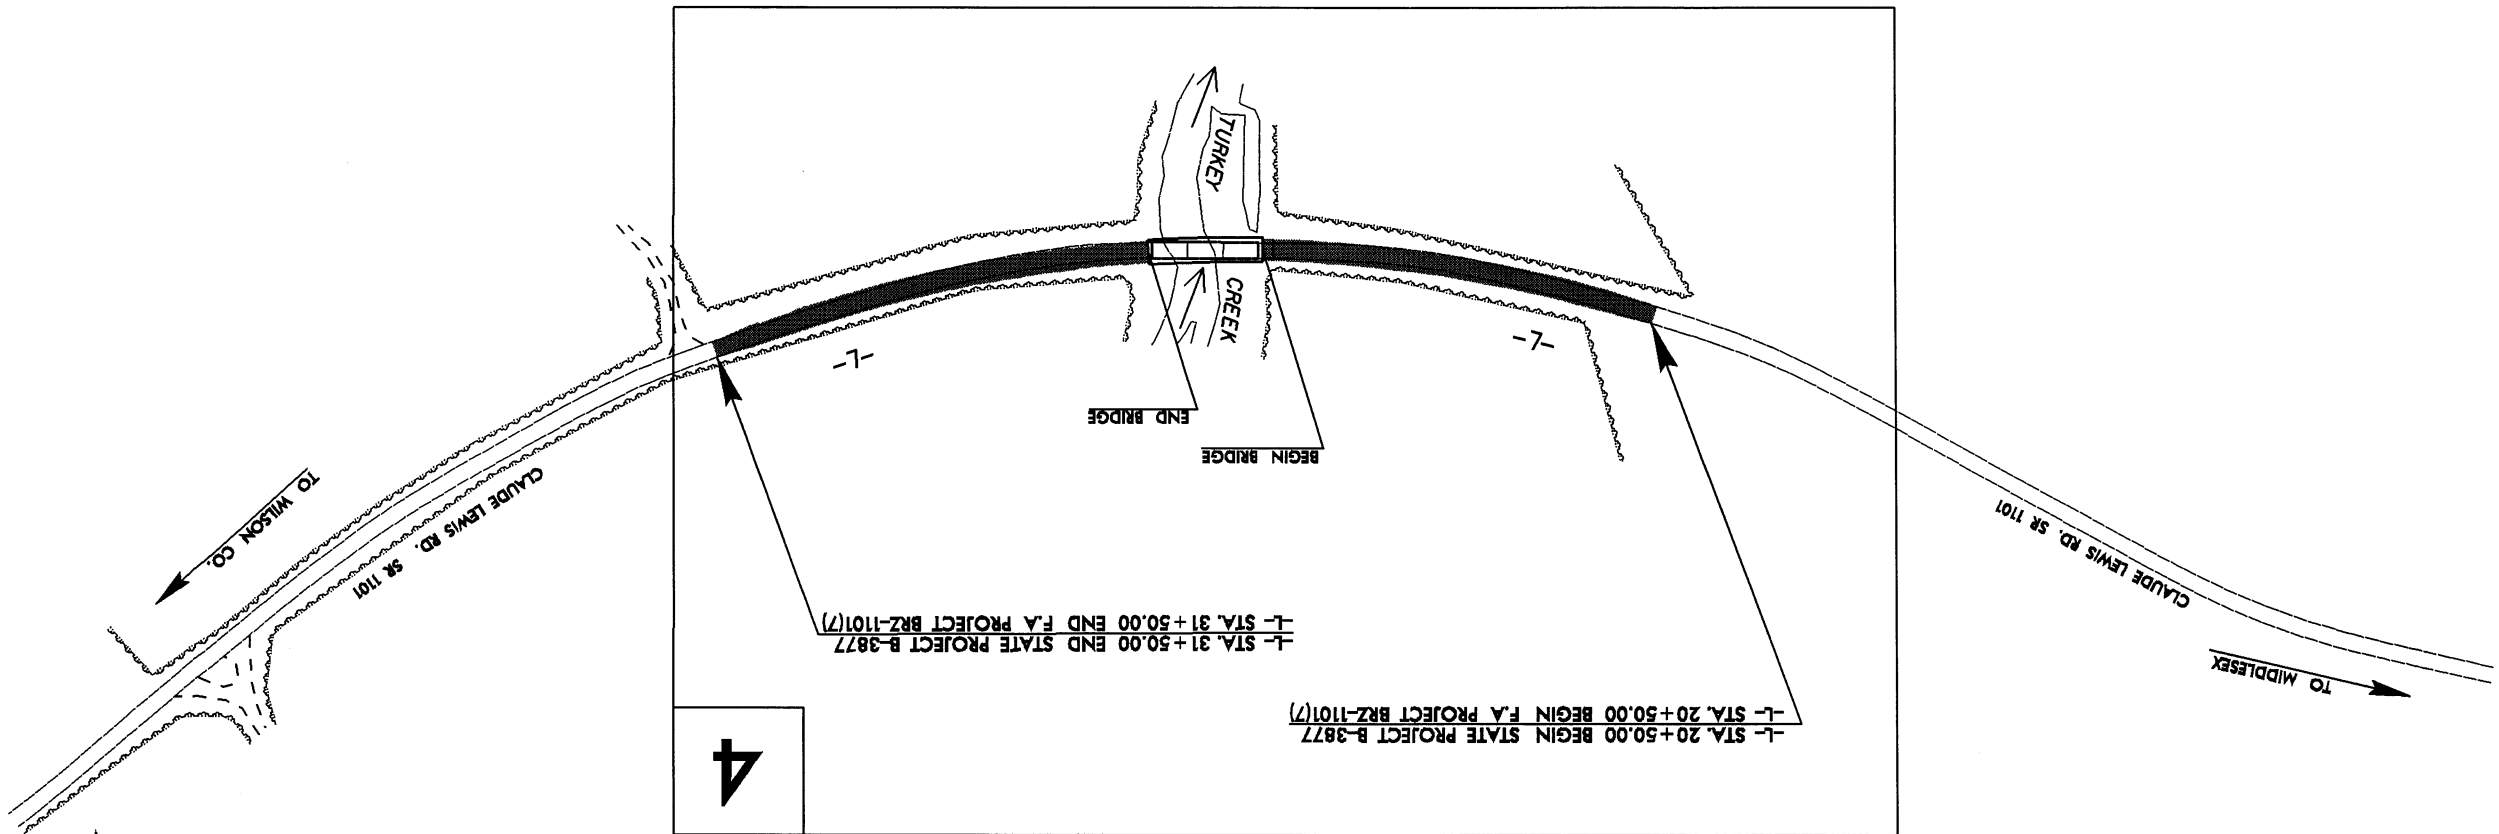 4
-L- STA. 20+50.00 BEGIN STATE PROJECT B-3877
-L- STA. 20+50.00 BEGIN F.A PROJECT BRZ-1101(7)
TO MIDDLESEX
-L- STA. 31+50.00 END STATE PROJECT B-3877
-L- STA. 31+50.00 END F.A PROJECT BRZ-1101(7)
CLAUDE LEWIS RD. SR 1101
TO WILSON CO.
CLAUDE LEWIS RD. SR 1101
BEGIN BRIDGE
END BRIDGE
-L-
-L-
TURKEY
CREEK